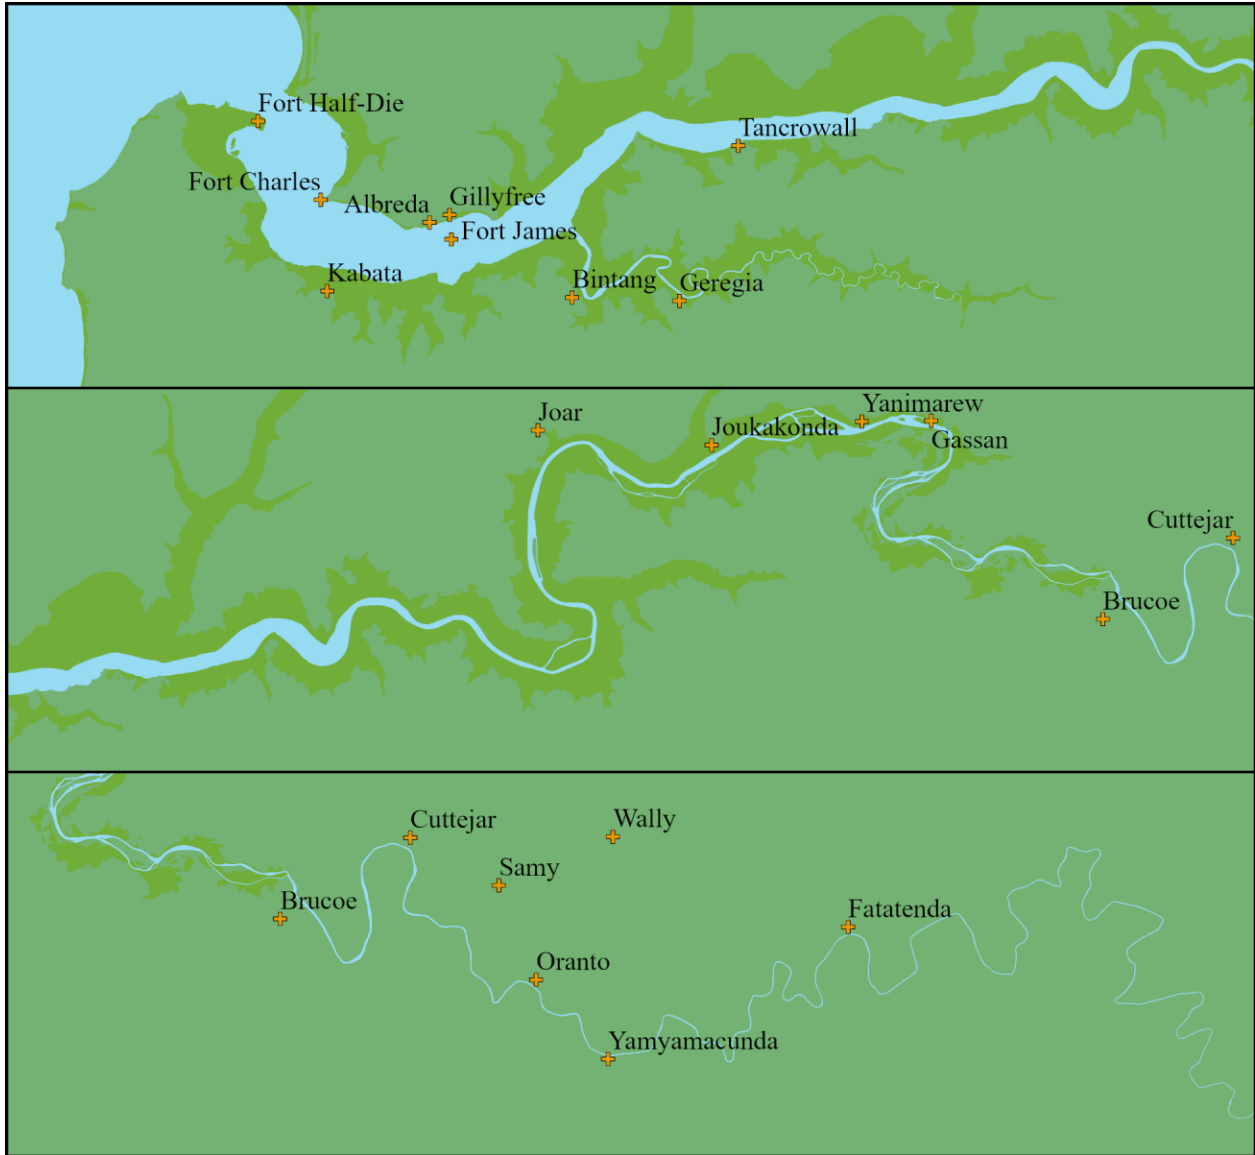 Fort Half-Die
Tancrowall
Fort Charles
Albreda
Gillyfree
Fort James
Kabata
Bintang
Geregia
Joar
Joukakonda
Yanimarew
Gassan
Cuttejar
Brucoe
Cuttejar
Wally
Samy
Brucoe
Fatatenda
Oranto
Yamyamacunda